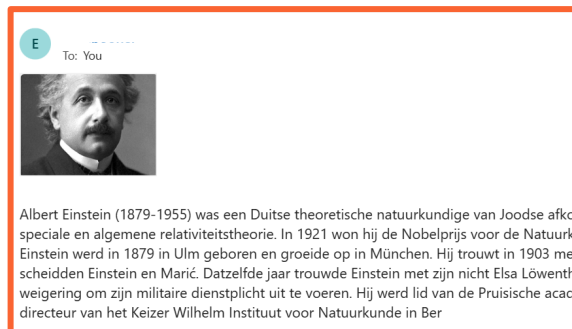 E
To: You
Albert Einstein (1879-1955) was een Duitse theoretische natuurkundige van Joodse
speciale en algemene relativiteitstheorie. In 1921 won hij de Nobelprijs voor de
Einstein werd in 1879 in Ulm geboren en groeide op in München. Hij trouwt in 1903
scheidden Einstein en Marić. Datzelfde jaar trouwde Einstein met zijn nicht Elsa
weigering om zijn militaire dienstplicht uit te voeren. Hij werd lid van de Pruisische
directeur van het Keizer Wilhelm Instituut voor Natuurkunde in Ber